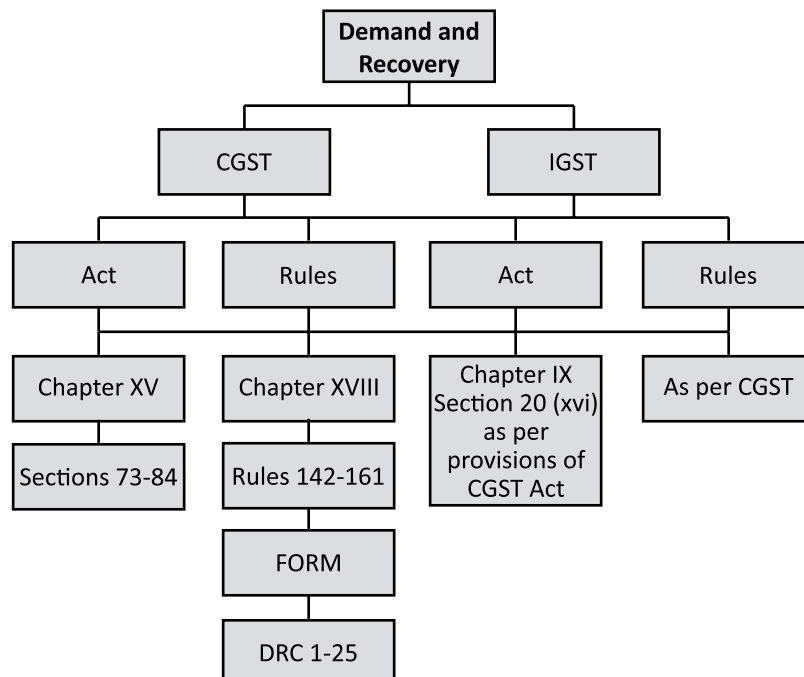 Demand and
Recovery
CGST
IGST
Act
Rules
Act
Rules
Chapter XV
Chapter XVIII
Chapter IX
Section 20 (xvi)
as per
provisions of
CGST Act
As per CGST
Sections 73-84
Rules 142-161
FORM
DRC 1-25